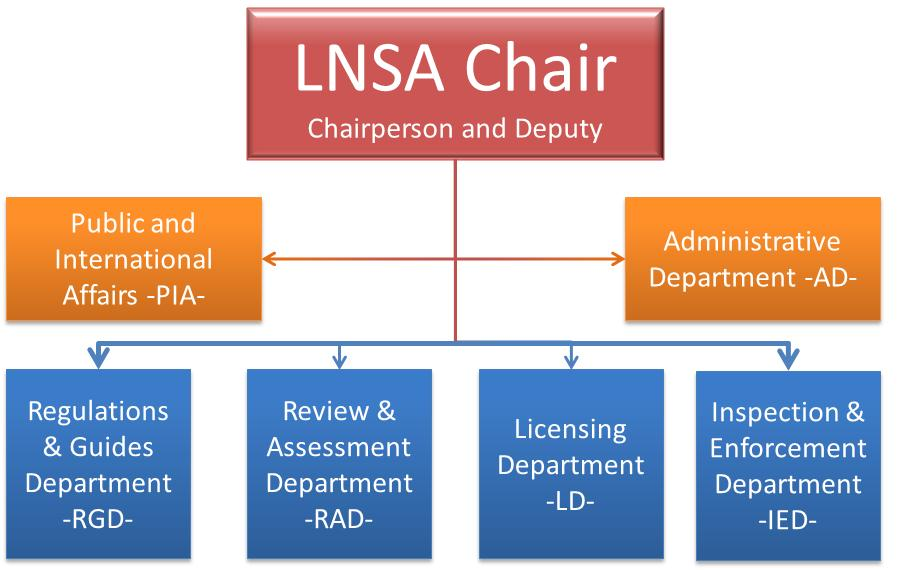 LNSA Chair
Chairperson and Deputy
Public and
International
Affairs -PIA-
Administrative
Department -AD-
Regulations
& Guides
Department
-RGD-
Review &
Assessment
Department
-RAD-
Licensing
Department
-LD-
Inspection &
Enforcement
Department
-IED-